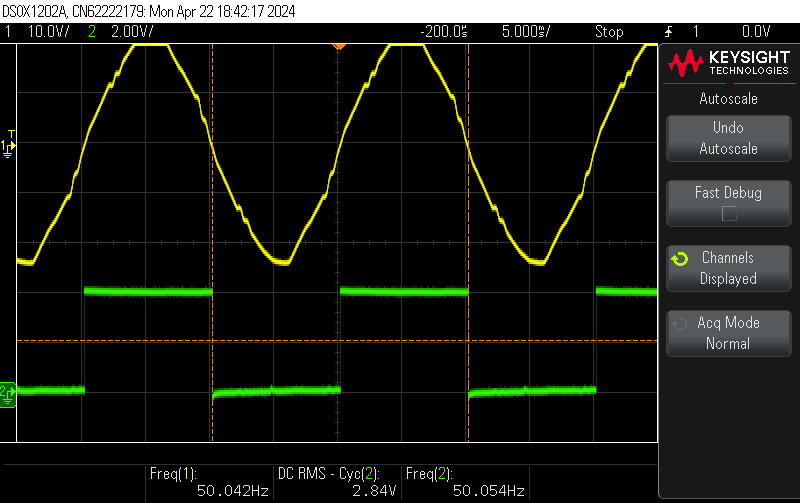 DSOX1202A, CN62222179: Mon Apr 22 18:42:17 2024
1 10.0V/ 2 2.00V/ -200.0s 5.000s/ Stop 1 0.0V
KEYSIGHT
TECHNOLOGIES
Autoscale
Undo
Autoscale
Fast Debug
Channels
Displayed
Acq Mode
Normal
T
1
2
Freq(1): DC RMS - Cyc(2): Freq(2):
50.042Hz 2.84V 50.054Hz